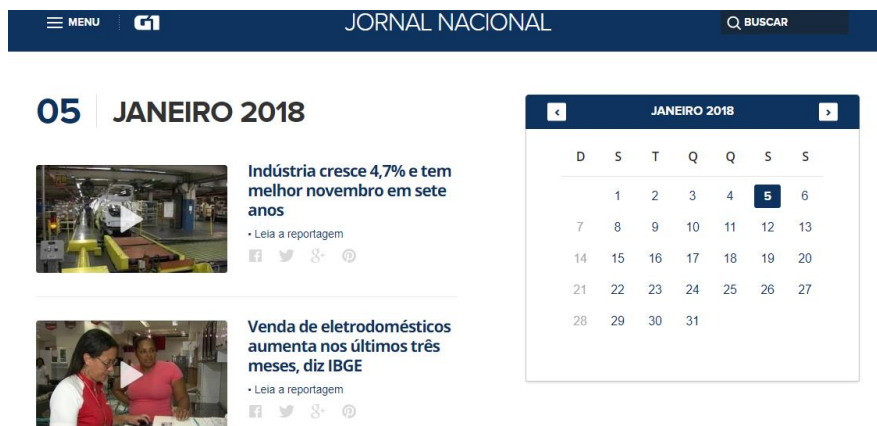 MENU G1 JORNAL NACIONAL BUSCAR
05 JANEIRO 2018
Indústria cresce 4,7% e tem
melhor novembro em sete
anos
• Leia a reportagem
Venda de eletrodomésticos
aumenta nos últimos três
meses, diz IBGE
• Leia a reportagem
JANEIRO 2018
D S T Q Q S S
1 2 3 4 5 6
7 8 9 10 11 12 13
14 15 16 17 18 19 20
21 22 23 24 25 26 27
28 29 30 31